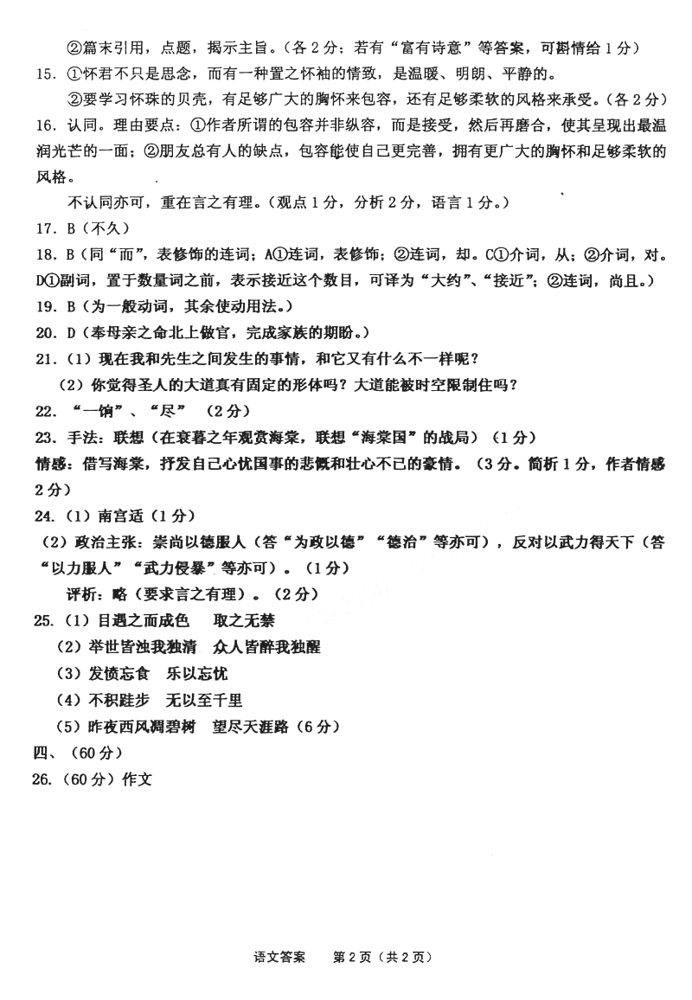 ②篇末引用，点题，揭示主旨。（各2分；若有“富有诗意”等答案，可斟情给1分）
15．①怀君不只是思念，而有一种置之怀袖的情致，是温暖、明朗、平静的。
②要学习怀珠的贝壳，有足够广大的胸怀来包容，还有足够柔软的风格来承受。（各2分）
16．认同。理由要点：①作者所谓的包容并非纵容，而是接受，然后再磨合，使其呈现出最温
润光芒的一面；②朋友总有人的缺点，包容能使自己更完善，拥有更广大的胸怀和足够柔软的
风格。
不认同亦可，重在言之有理。（观点1分，分析2分，语言1分。）
17．B（不久）
18．B（同“而”，表修饰的连词；A①连词，表修饰；②连词，却。C①介词，从；②介词，对。
D①副词，置于数量词之前，表示接近这个数目，可译为“大约”、“接近”；②连词，尚且。）
19．B（为一般动词，其余使动用法。）
20．D（奉母亲之命北上做官，完成家族的期盼。）
21．（1）现在我和先生之间发生的事情，和它又有什么不一样呢？
（2）你觉得圣人的大道真有固定的形体吗？大道能被时空限制住吗？
22．“一饷”、“尽”（2分）
23．手法：联想（在衰暮之年观赏海棠，联想“海棠国”的战局）（1分）
情感：借写海棠，抒发自己心忧国事的悲慨和壮心不已的豪情。（3分。简析1分，作者情感
2分）
24.（1）南宫适（1分）
（2）政治主张：崇尚以德服人（答“为政以德”“德治”等亦可），反对以武力得天下（答
“以力服人”“武力侵暴”等亦可）。（1分）
评析：略（要求言之有理）。（2分）
25.（1）目遇之而成色 取之无禁
（2）举世皆浊我独清 众人皆醉我独醒
（3）发愤忘食 乐以忘忧
（4）不积跬步 无以至千里
（5）昨夜西风凋碧树 望尽天涯路（6分）
四、（60分）
26.（60分）作文
语文答案 第2页（共2页）